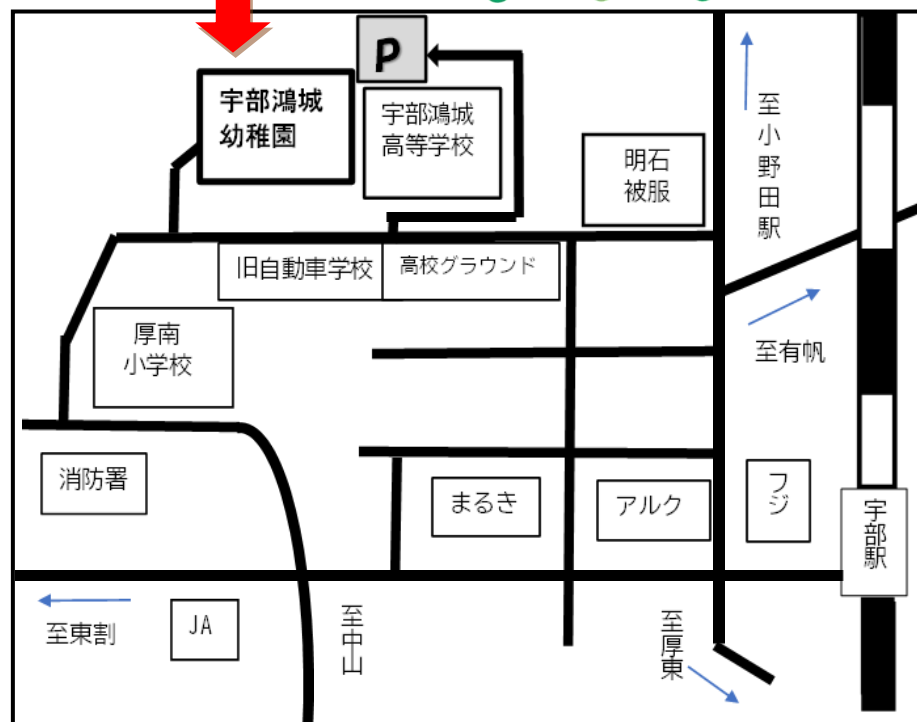 P
宇部鴻城
幼稚園
宇部鴻城
高等学校
明石
被服
至小野田駅
旧自動車学校
高校グラウンド
厚南
小学校
至有帆
消防署
まるき
アルク
フジ
宇部駅
至東割
JA
至中山
至厚東